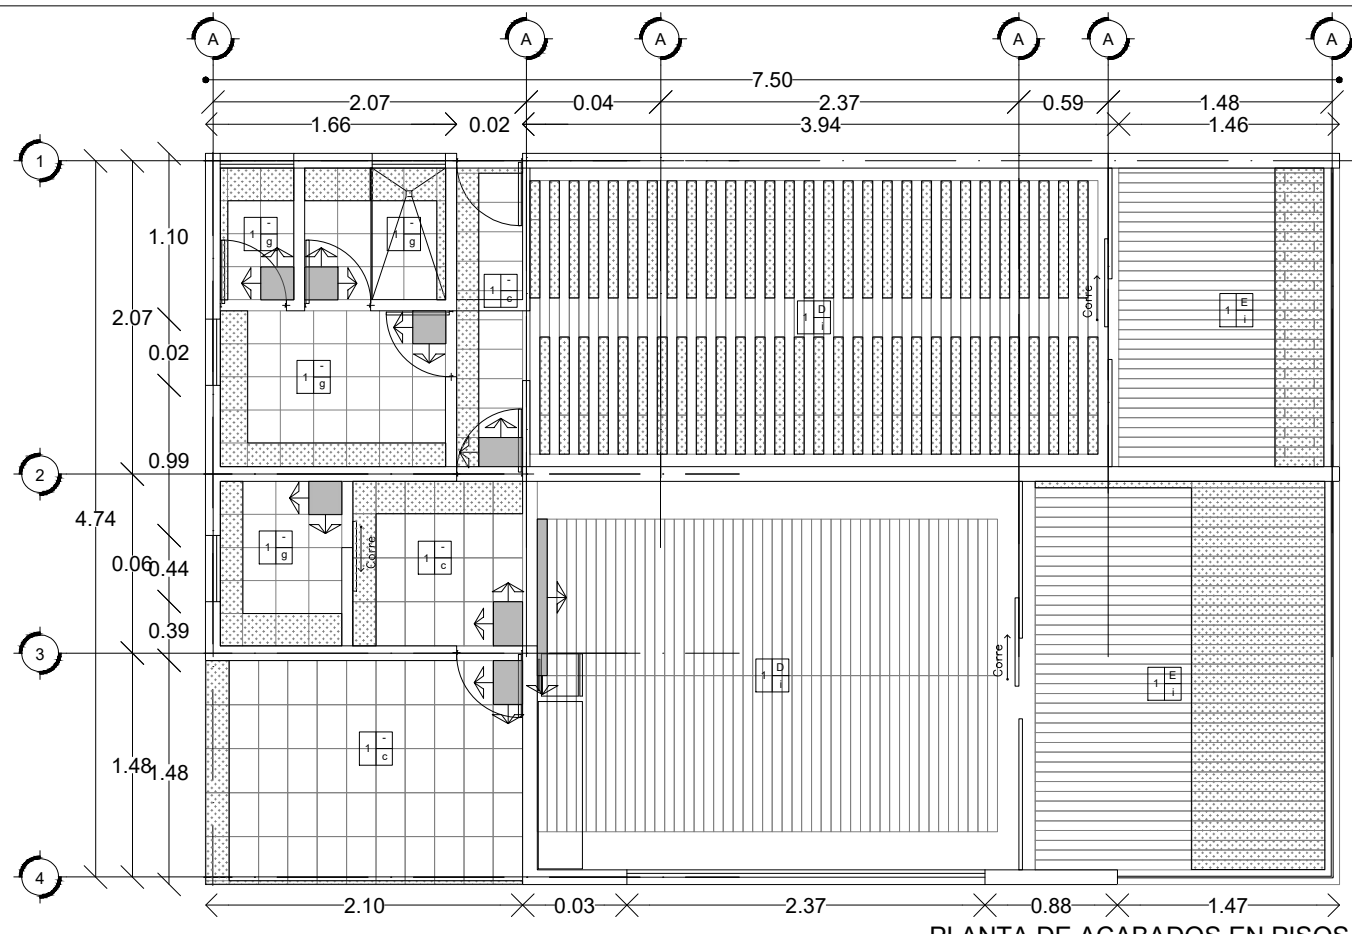 A A A A A A
7.50
2.07 0.04 2.37 0.59 1.48
1.66 0.02 3.94 1.46
1
1.10
- 1 g
- 1 g
- 1 c
2.07
0.02
D 1 i
Corre
E 1 i
- 1 g
0.99
2
4.74
0.06
0.44
- 1 g
Corre
- 1 c
0.39
3
Corre
D 1 i
E 1 i
- 1 c
1.48
1.48
4
2.10 0.03 2.37 0.88 1.47
PLANTA DE ACABADOS EN PISOS